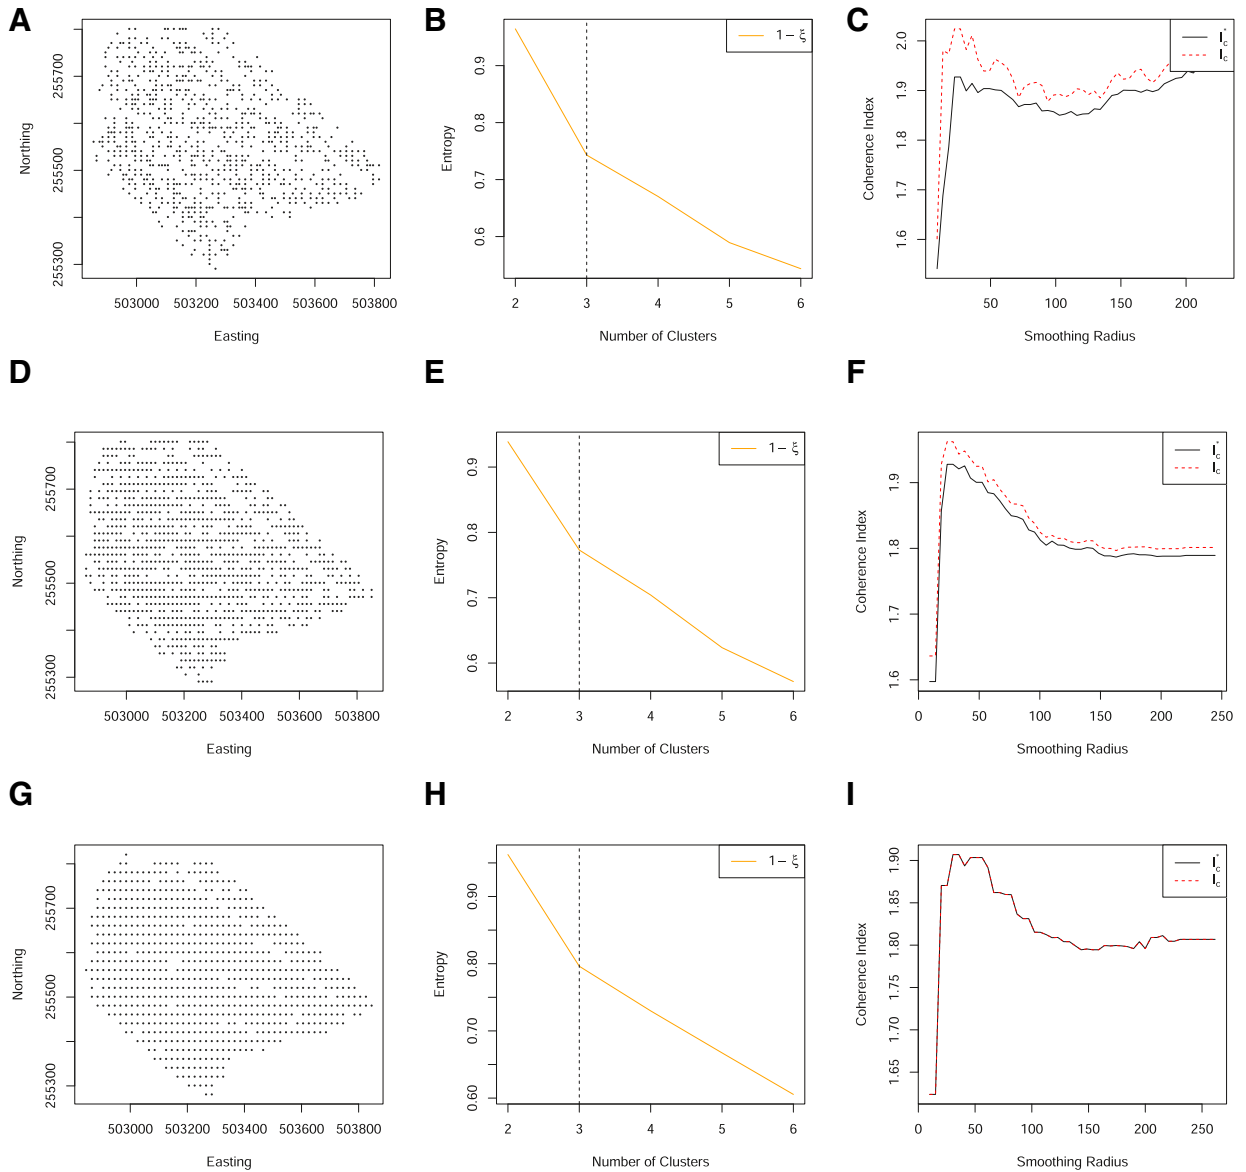 A
B
C
255700
255500
255300
Northing
503000 503200 503400 503600 503800
Easting
0.9
0.8
0.7
0.6
Entropy
1 − ξ
2 3 4 5 6
Number of Clusters
2.0
1.9
1.8
1.7
1.6
Coherence Index
I*c
Ic
50 100 150 200
Smoothing Radius
D
E
F
255700
255500
255300
Northing
503000 503200 503400 503600 503800
Easting
0.9
0.8
0.7
0.6
Entropy
1 − ξ
2 3 4 5 6
Number of Clusters
1.9
1.8
1.7
1.6
Coherence Index
I*c
Ic
0 50 100 150 200 250
Smoothing Radius
G
H
I
255700
255500
255300
Northing
503000 503200 503400 503600 503800
Easting
0.90
0.80
0.70
0.60
Entropy
1 − ξ
2 3 4 5 6
Number of Clusters
1.90
1.85
1.80
1.75
1.70
1.65
Coherence Index
I*c
Ic
0 50 100 150 200 250
Smoothing Radius